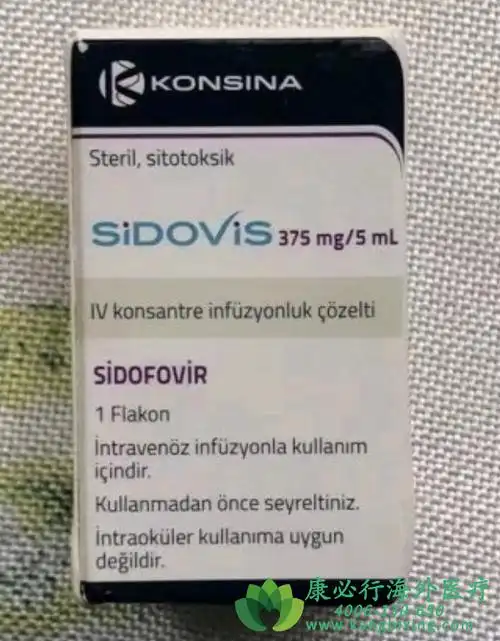 KONSINA
Steril, sitotoksik
SiDOViS 375 mg/5 mL
IV konsantre infüzyonluk çözelti
SİDOFOVİR
1 Flakon
İntravenöz infüzyonla kullanım
içindir.
Kullanmadan önce seyreltiniz.
İntraoküler kullanıma uygun
değildir.
康必行海外医疗